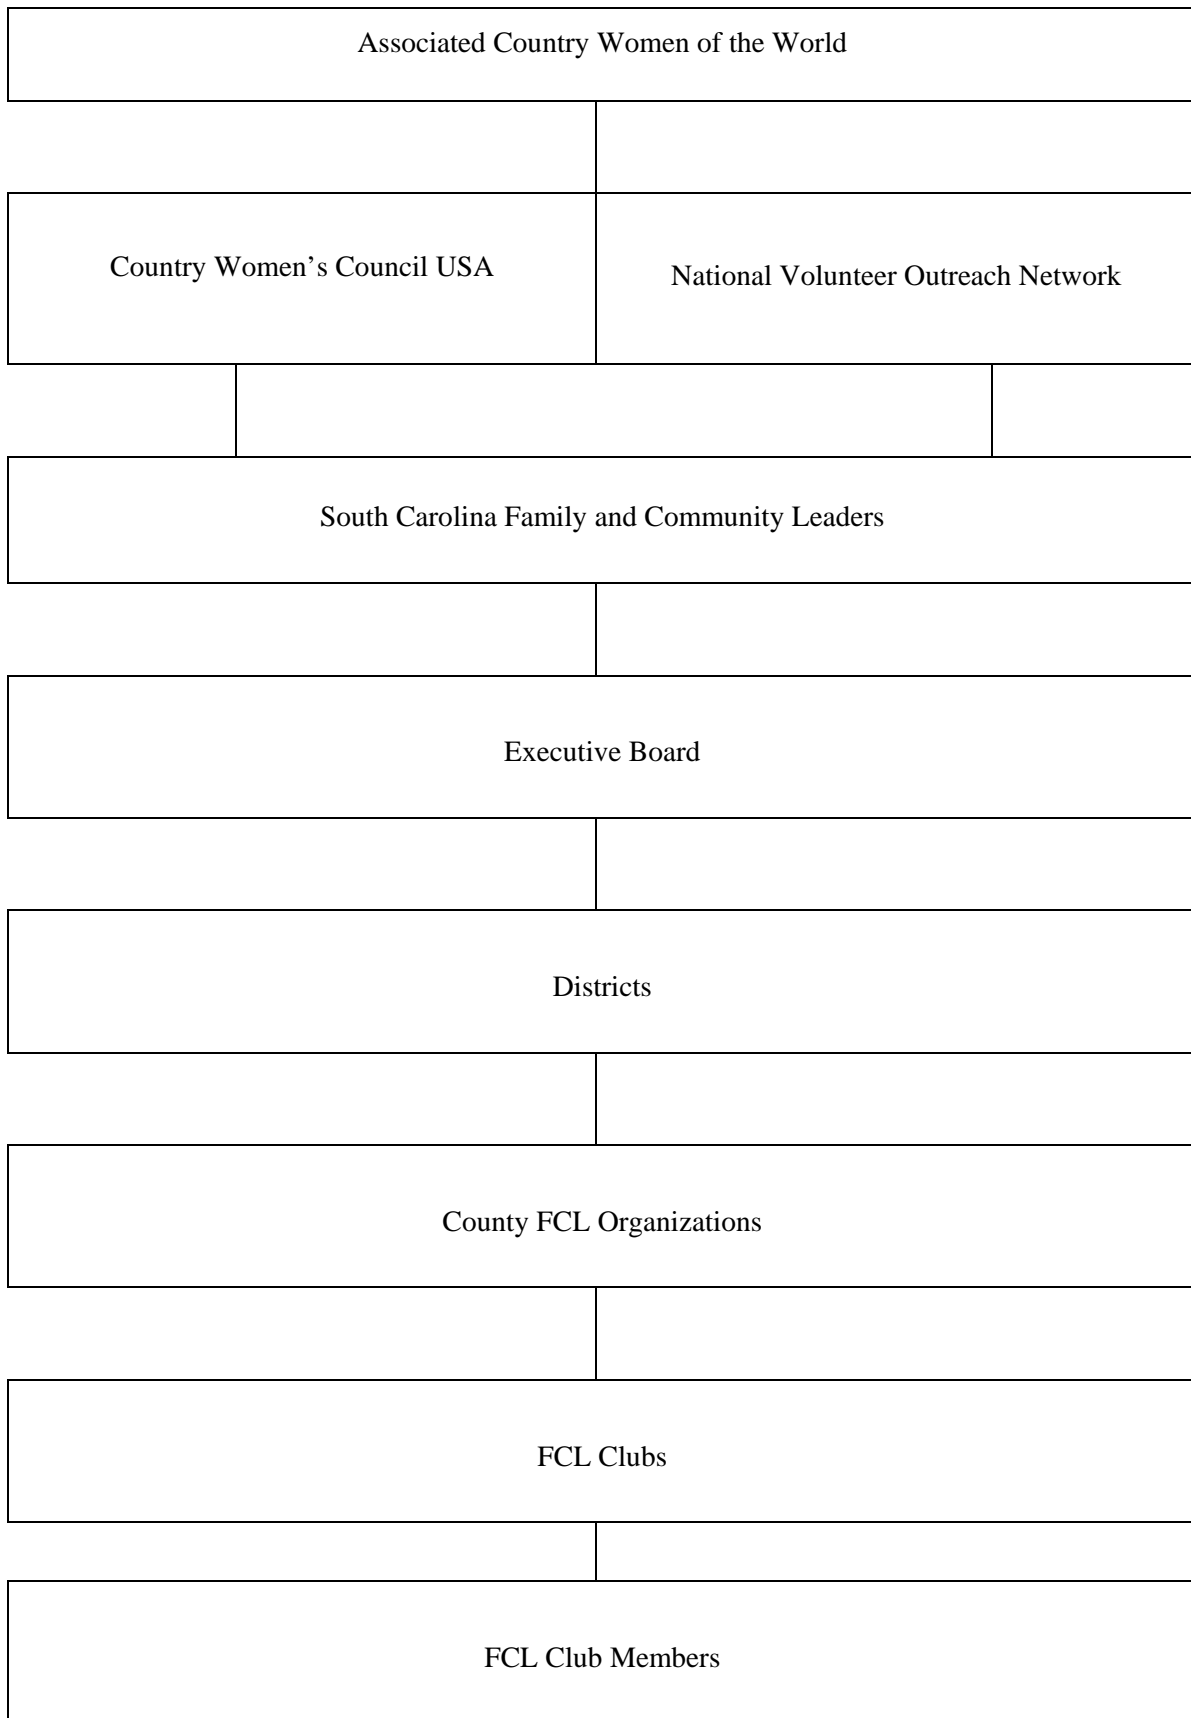 Associated Country Women of the World
Country Women’s Council USA
National Volunteer Outreach Network
South Carolina Family and Community Leaders
Executive Board
Districts
County FCL Organizations
FCL Clubs
FCL Club Members